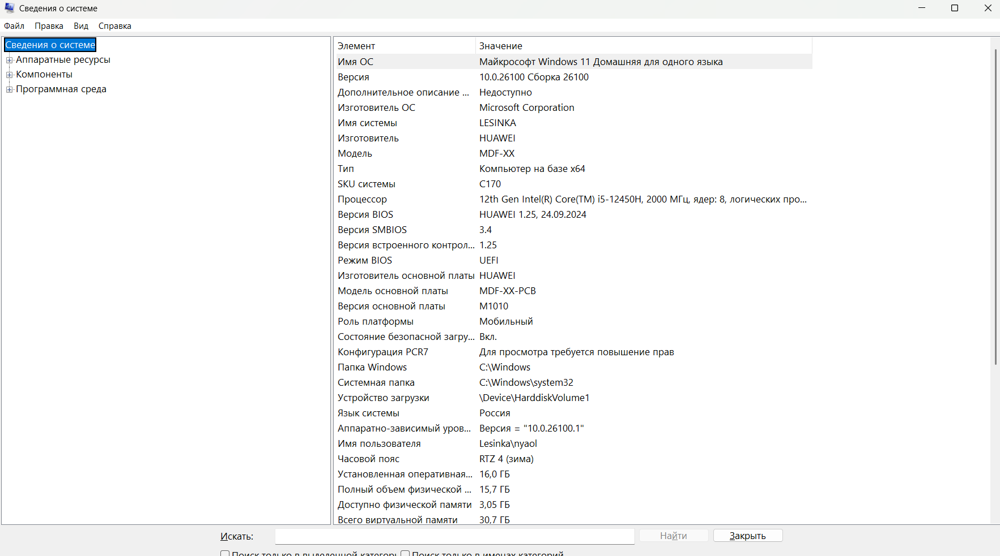 Сведения о системе
Файл Правка Вид Справка
Сведения о системе
Аппаратные ресурсы
Компоненты
Программная среда
Элемент Значение
Имя ОС Майкрософт Windows 11 Домашняя для одного языка
Версия 10.0.26100 Сборка 26100
Дополнительное описание ... Недоступно
Изготовитель ОС Microsoft Corporation
Имя системы LESINKA
Изготовитель HUAWEI
Модель MDF-XX
Тип Компьютер на базе x64
SKU системы C170
Процессор 12th Gen Intel(R) Core(TM) i5-12450H, 2000 МГц, ядер: 8, логических про...
Версия BIOS HUAWEI 1.25, 24.09.2024
Версия SMBIOS 3.4
Версия встроенного контрол... 1.25
Режим BIOS UEFI
Изготовитель основной платы HUAWEI
Модель основной платы MDF-XX-PCB
Версия основной платы M1010
Роль платформы Мобильный
Состояние безопасной загру... Вкл.
Конфигурация PCR7 Для просмотра требуется повышение прав
Папка Windows C:\Windows
Системная папка C:\Windows\system32
Устройство загрузки \Device\HarddiskVolume1
Язык системы Россия
Аппаратно-зависимый уров... Версия = "10.0.26100.1"
Имя пользователя Lesinka\nyaol
Часовой пояс RTZ 4 (зима)
Установленная оперативная... 16,0 ГБ
Полный объем физической ... 15,7 ГБ
Доступно физической памяти 3,05 ГБ
Всего виртуальной памяти 30,7 ГБ
Искать: Найти Закрыть
Поиск только в выделенной категори Поиск только в именах категорий